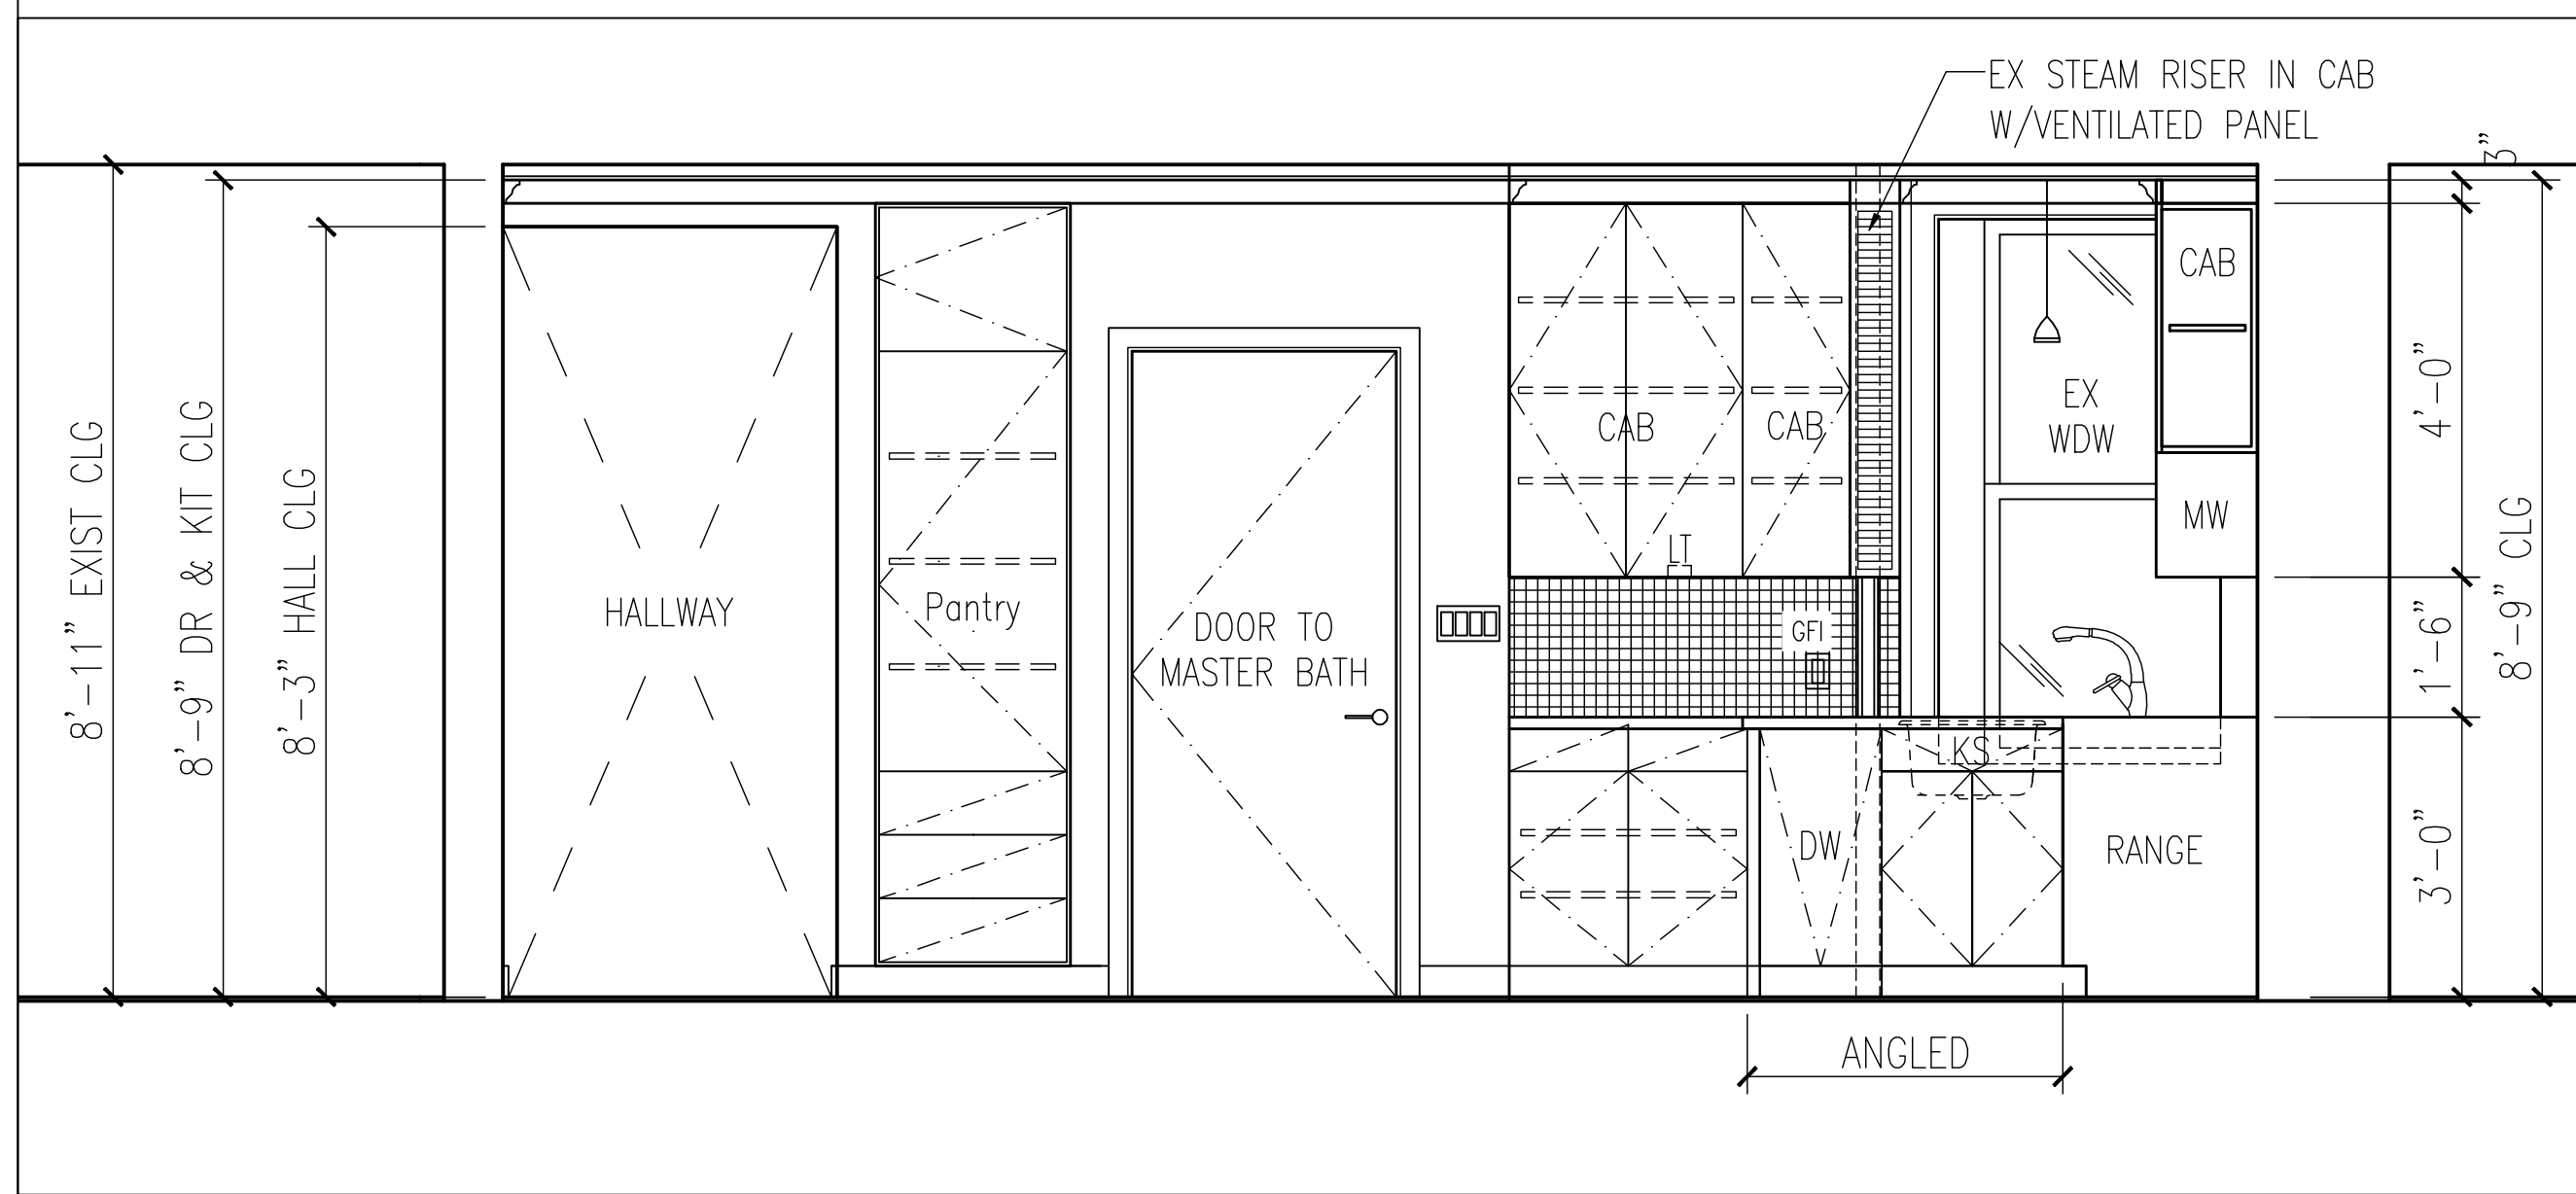 EX STEAM RISER IN CAB
W/VENTILATED PANEL
3"
8'-11" EXIST CLG
8'-9" DR & KIT CLG
8'-3" HALL CLG
HALLWAY
Pantry
DOOR TO
MASTER BATH
CAB
CAB
LT
GFI
EX
WDW
CAB
MW
KS
DW
RANGE
4'-0"
1'-6"
3'-0"
8'-9" CLG
ANGLED